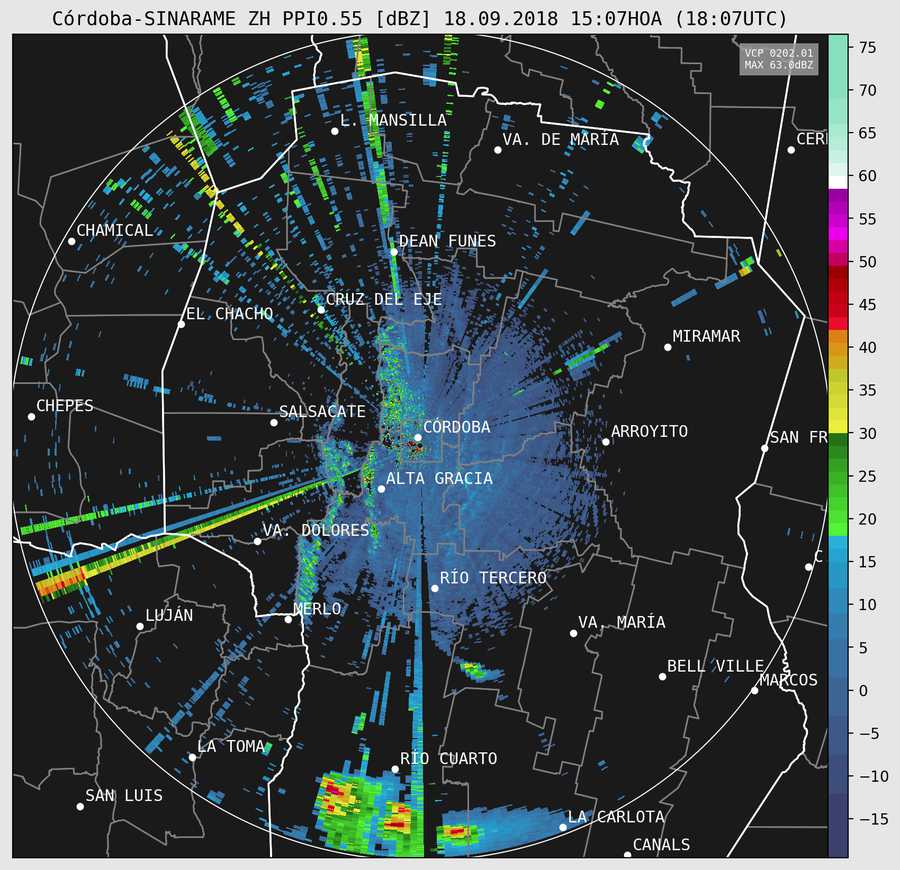 Córdoba-SINARAME ZH PPI0.55 [dBZ] 18.09.2018 15:07HOA (18:07UTC)
VCP 0202.01
MAX 63.0dBZ
75
70
65
60
55
50
45
40
35
30
25
20
15
10
5
0
−5
−10
−15
L. MANSILLA
VA. DE MARÍA
CER
CHAMICAL
DEAN FUNES
CRUZ DEL EJE
EL CHACHO
MIRAMAR
CHEPES
SALSACATE
CÓRDOBA
ARROYITO
SAN FR
ALTA GRACIA
VA. DOLORES
C
RÍO TERCERO
LUJÁN
MERLO
VA. MARÍA
BELL VILLE
MARCOS
LA TOMA
RÍO CUARTO
SAN LUIS
LA CARLOTA
CANALS